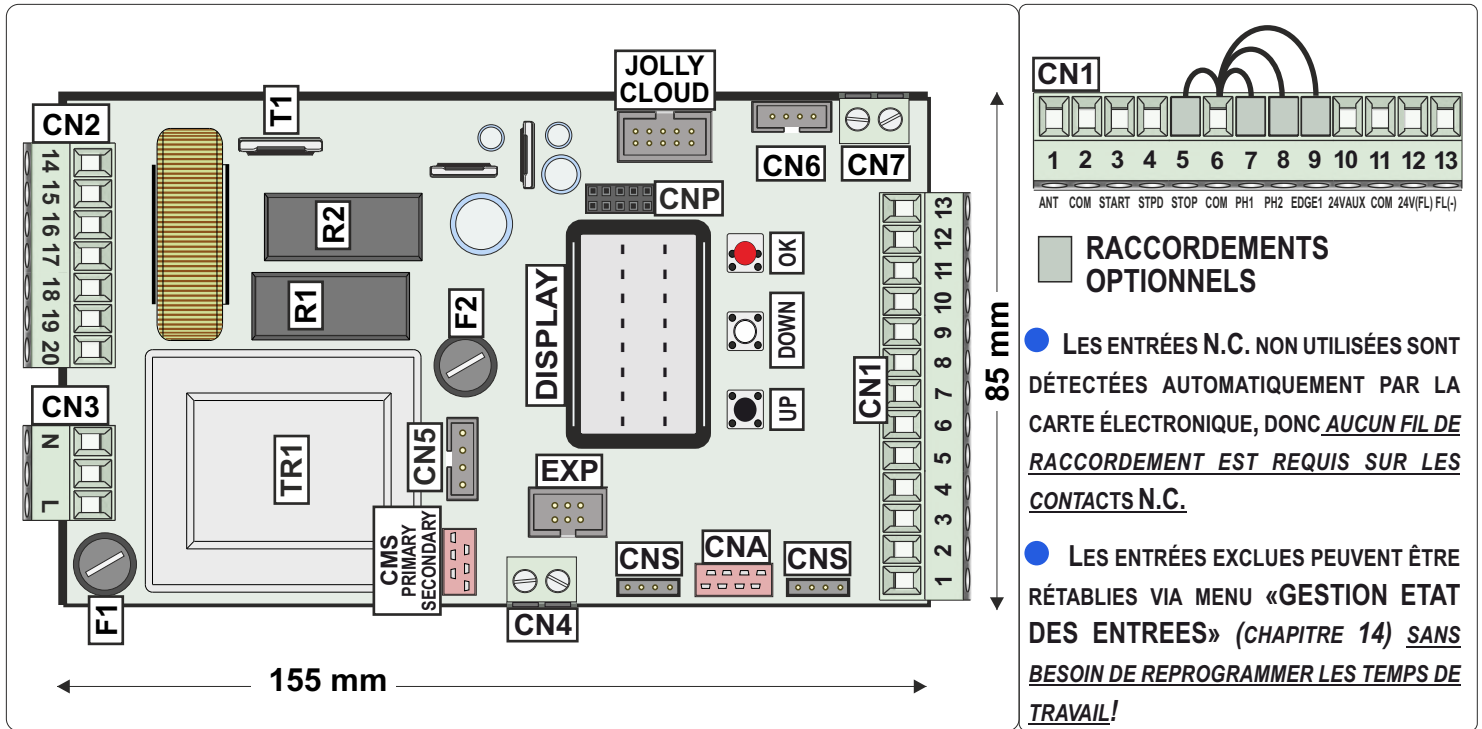 JOLLY
CLOUD
T1
CN2
14
15
16
17
18
19
20
R2
R1
CN3
N
L
TR1
F1
F2
CN5
CMS
PRIMARY
SECONDARY
CN4
EXP
CNS
CNA
CNS
DISPLAY
CNP
CN6
CN7
OK
DOWN
UP
CN1
13
12
11
10
9
8
7
6
5
4
3
2
1
85 mm
155 mm
CN1
1 2 3 4 5 6 7 8 9 10 11 12 13
ANT COM START STPD STOP COM PH1 PH2 EDGE1 24VAUX COM 24V(FL) FL(-)
RACCORDEMENTS
OPTIONNELS
LES ENTRÉES N.C. NON UTILISÉES SONT
DÉTECTÉES AUTOMATIQUEMENT PAR LA
CARTE ÉLECTRONIQUE, DONC AUCUN FIL DE
RACCORDEMENT EST REQUIS SUR LES
CONTACTS N.C.
LES ENTRÉES EXCLUES PEUVENT ÊTRE
RÉTABLIES VIA MENU «GESTION ETAT
DES ENTREES» (CHAPITRE 14) SANS
BESOIN DE REPROGRAMMER LES TEMPS DE
TRAVAIL!